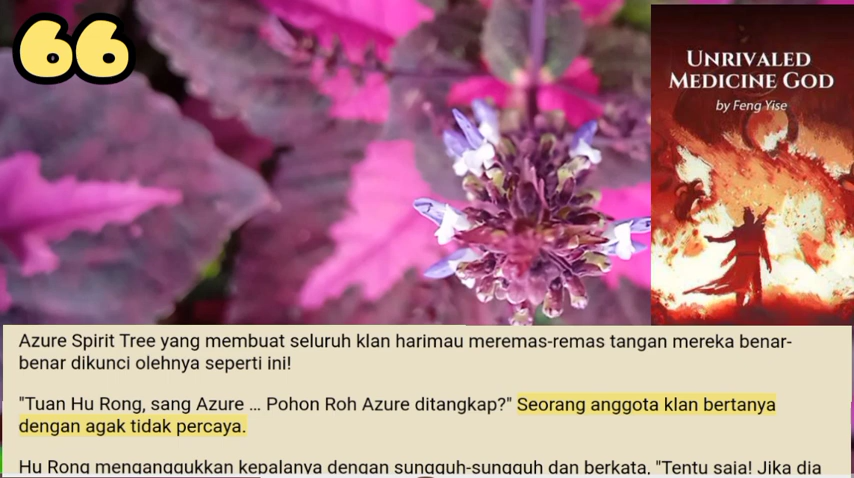 66
UNRIVALED
MEDICINE GOD
by Feng Yise
Azure Spirit Tree yang membuat seluruh klan harimau meremas-remas tangan mereka benar-
benar dikunci olehnya seperti ini!
"Tuan Hu Rong, sang Azure ... Pohon Roh Azure ditangkap?" Seorang anggota klan bertanya
dengan agak tidak percaya.
Hu Rong menganggukkan kepalanya dengan sungguh-sungguh dan berkata, "Tentu saja! Jika dia